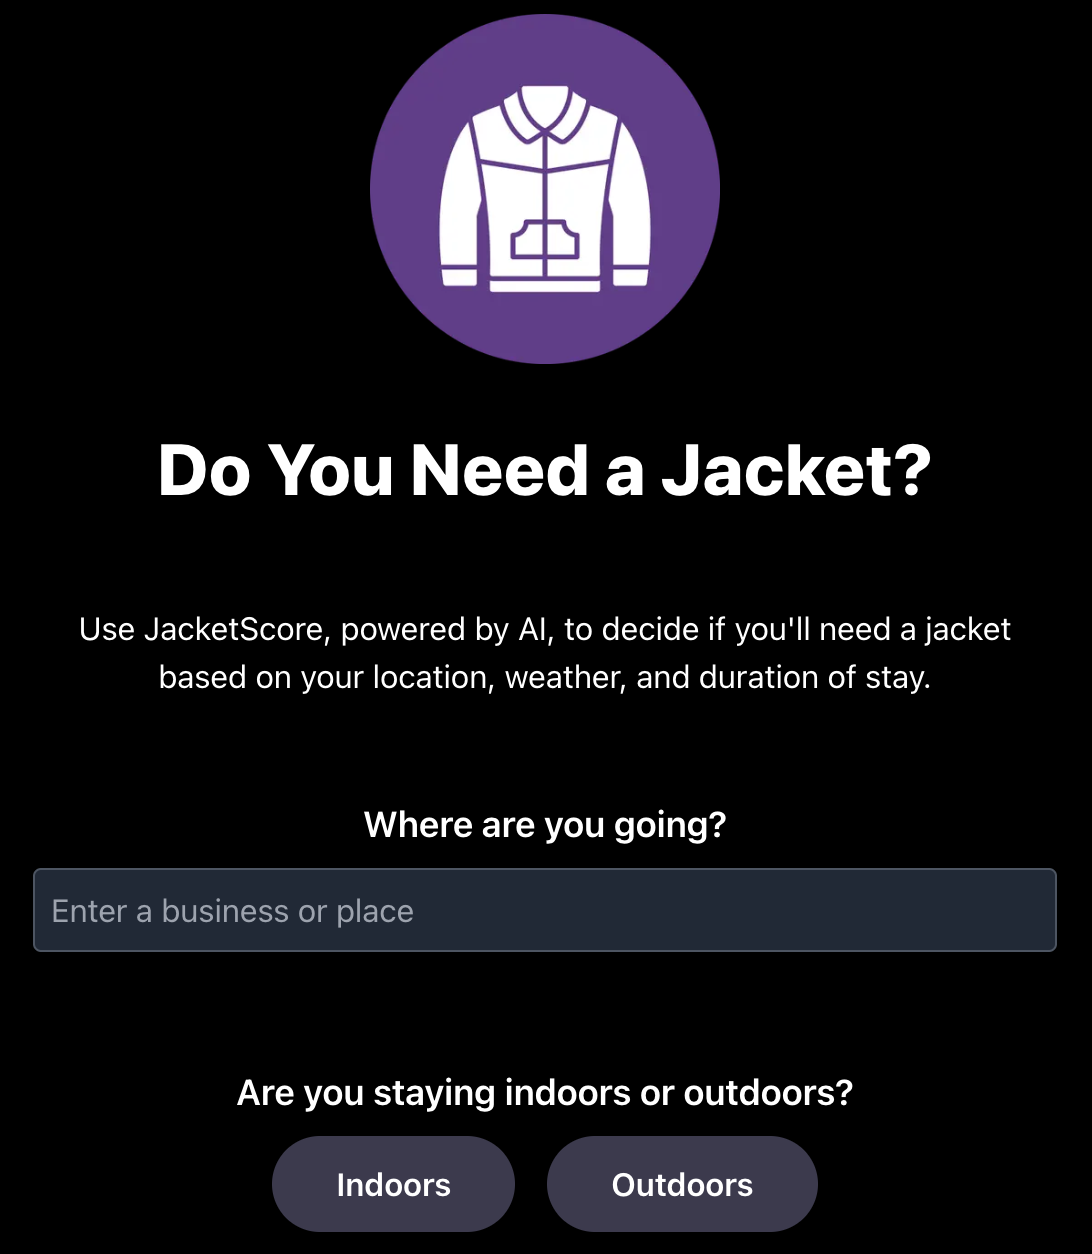 Do You Need a Jacket?
Use JacketScore, powered by AI, to decide if you'll need a jacket
based on your location, weather, and duration of stay.
Where are you going?
Enter a business or place
Are you staying indoors or outdoors?
Indoors
Outdoors